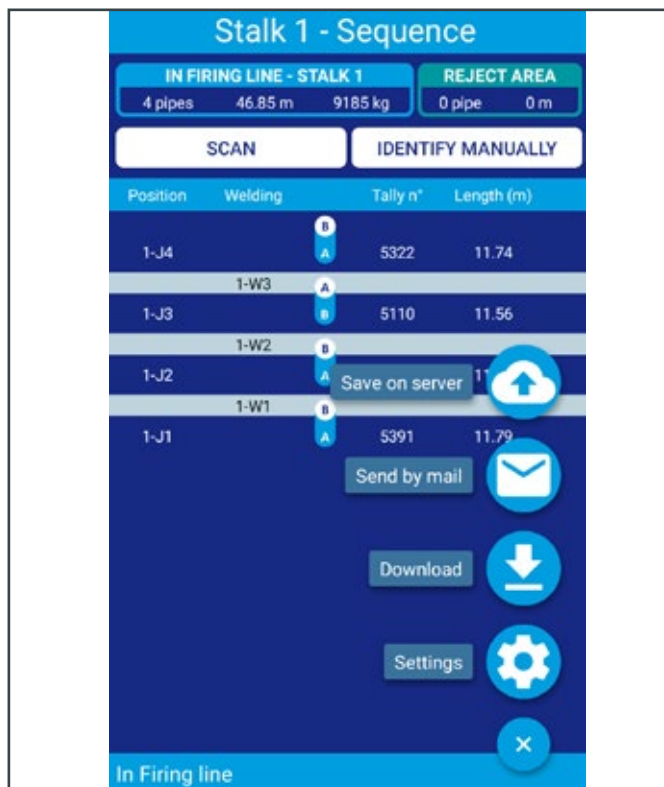 Stalk 1 - Sequence
IN FIRING LINE - STALK 1
4 pipes 46.85 m 9185 kg
REJECT AREA
0 pipe 0 m
SCAN
IDENTIFY MANUALLY
Position Welding Tally n° Length (m)
B
1-J4 A 5322 11.74
1-W3 A
1-J3 B 5110 11.56
1-W2 B
1-J2 A
Save on server
1-W1 B
1-J1 A 5391 11.79
Send by mail
Download
Settings
In Firing line